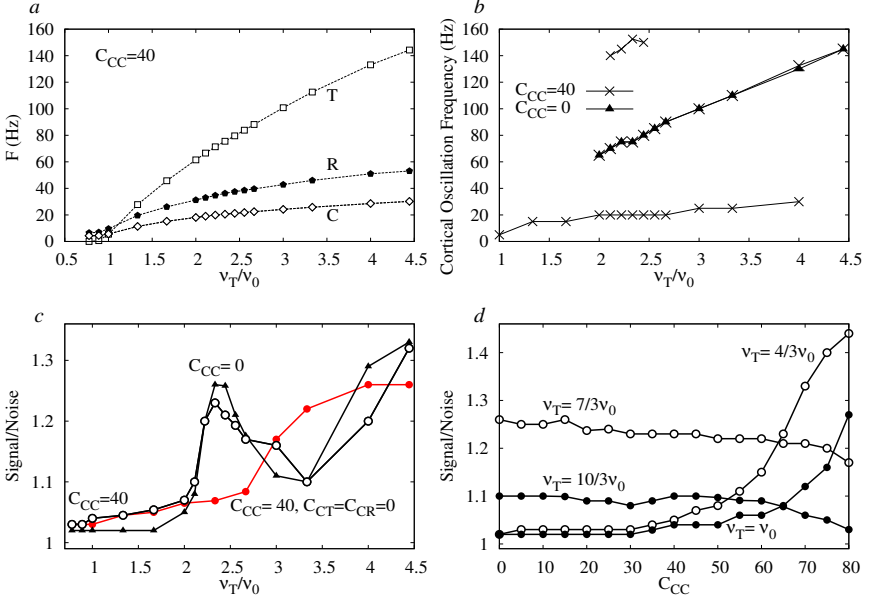 a
160
140
120
100
80
60
40
20
0
F (Hz)
C_CC=40
T
R
C
0.5 1 1.5 2 2.5 3 3.5 4 4.5
ν_T/ν_0
b
160
140
120
100
80
60
40
20
0
Cortical Oscillation Frequency (Hz)
C_CC=40
C_CC= 0
1 1.5 2 2.5 3 3.5 4 4.5
ν_T/ν_0
c
1.3
1.2
1.1
1
Signal/Noise
C_CC= 0
C_CC=40
C_CC= 40, C_CT=C_CR=0
1 1.5 2 2.5 3 3.5 4 4.5
ν_T/ν_0
d
1.4
1.3
1.2
1.1
1
Signal/Noise
ν_T= 4/3ν_0
ν_T= 7/3ν_0
ν_T= 10/3ν_0
ν_T= ν_0
0 10 20 30 40 50 60 70 80
C_CC